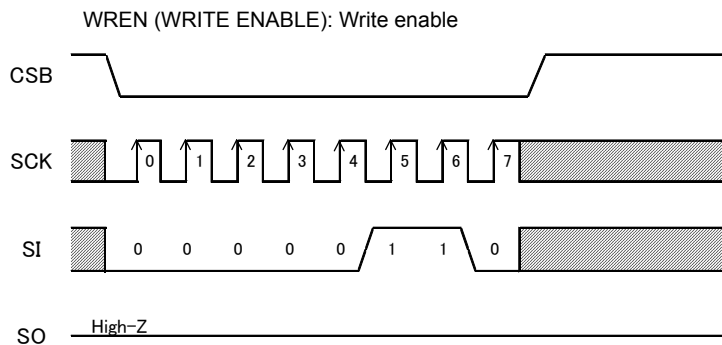 WREN (WRITE ENABLE): Write enable
CSB
SCK 0 1 2 3 4 5 6 7
SI 0 0 0 0 0 1 1 0
High-Z
SO